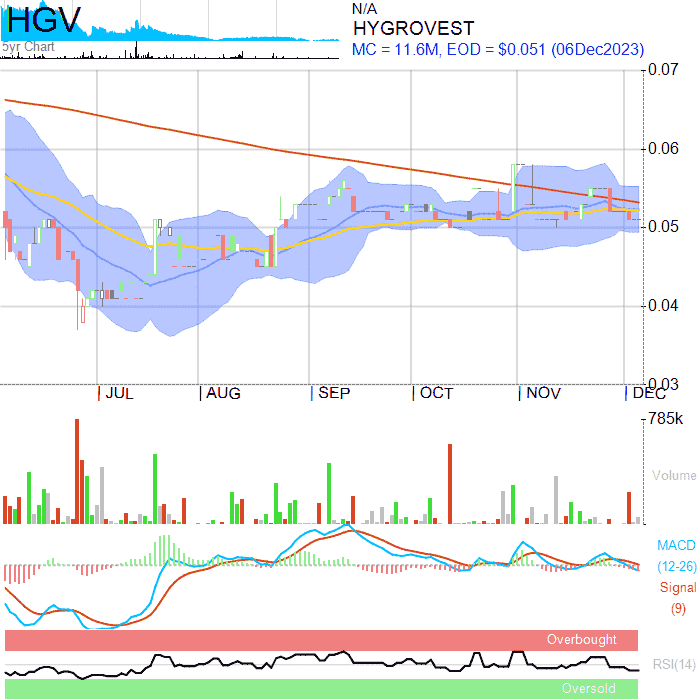 HGV
5yr Chart
N/A
HYGROVEST
MC = 11.6M, EOD = $0.051 (06Dec2023)
0.07
0.06
0.05
0.04
0.03
JUL AUG SEP OCT NOV DEC
785k
Volume
MACD
(12-26)
Signal
(9)
Overbought
RSI(14)
Oversold